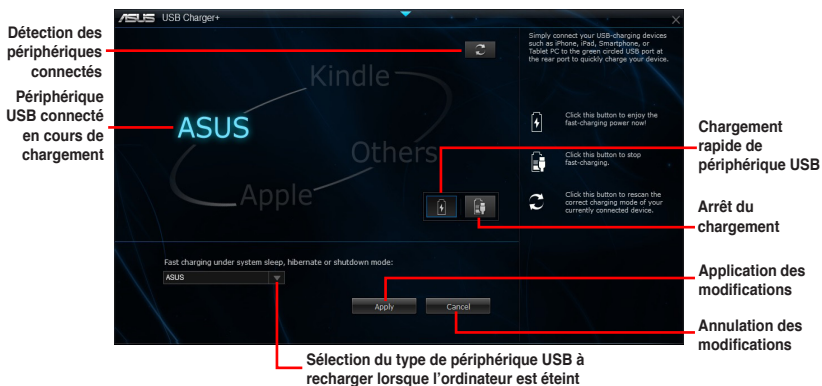 ASUS USB Charger+
Détection des
périphériques
connectés
Périphérique
USB connecté
en cours de
chargement
Kindle
ASUS
Others
Apple
Simply connect your USB-charging devices
such as iPhone, iPad, Smartphone, or
Tablet PC to the green circled USB port at
the rear port to quickly charge your device.
Click this button to enjoy the
fast-charging power now!
Click this button to stop
fast-charging.
Click this button to rescan the
correct charging mode of your
currently connected device.
Chargement
rapide de
périphérique USB
Arrêt du
chargement
Fast charging under system sleep, hibernate or shutdown mode:
ASUS
Apply
Cancel
Application des
modifications
Annulation des
modifications
Sélection du type de périphérique USB à
recharger lorsque l'ordinateur est éteint